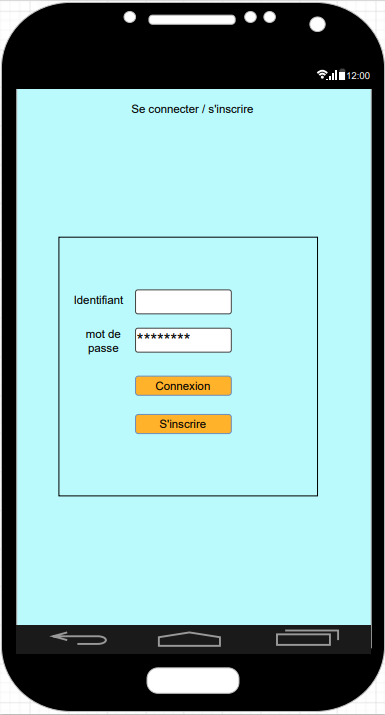 12:00
Se connecter / s'inscrire
Identifiant
mot de
passe
********
Connexion
S'inscrire